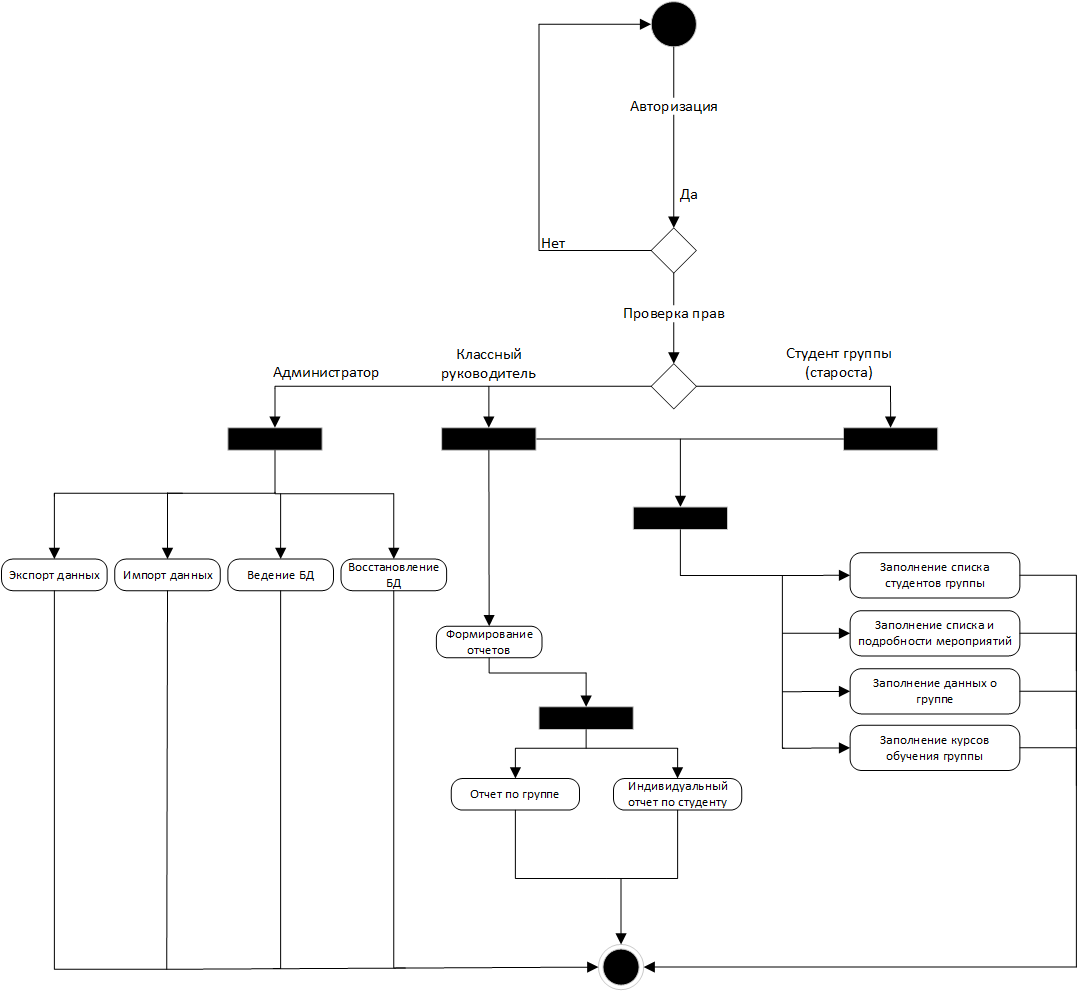 Авторизация
Да
Нет
Проверка прав
Администратор
Классный
руководитель
Студент группы
(староста)
Экспорт данных
Импорт данных
Ведение БД
Восстановление
БД
Заполнение списка
студентов группы
Заполнение списка и
подробности мероприятий
Формирование
отчетов
Заполнение данных о
группе
Заполнение курсов
обучения группы
Отчет по группе
Индивидуальный
отчет по студенту